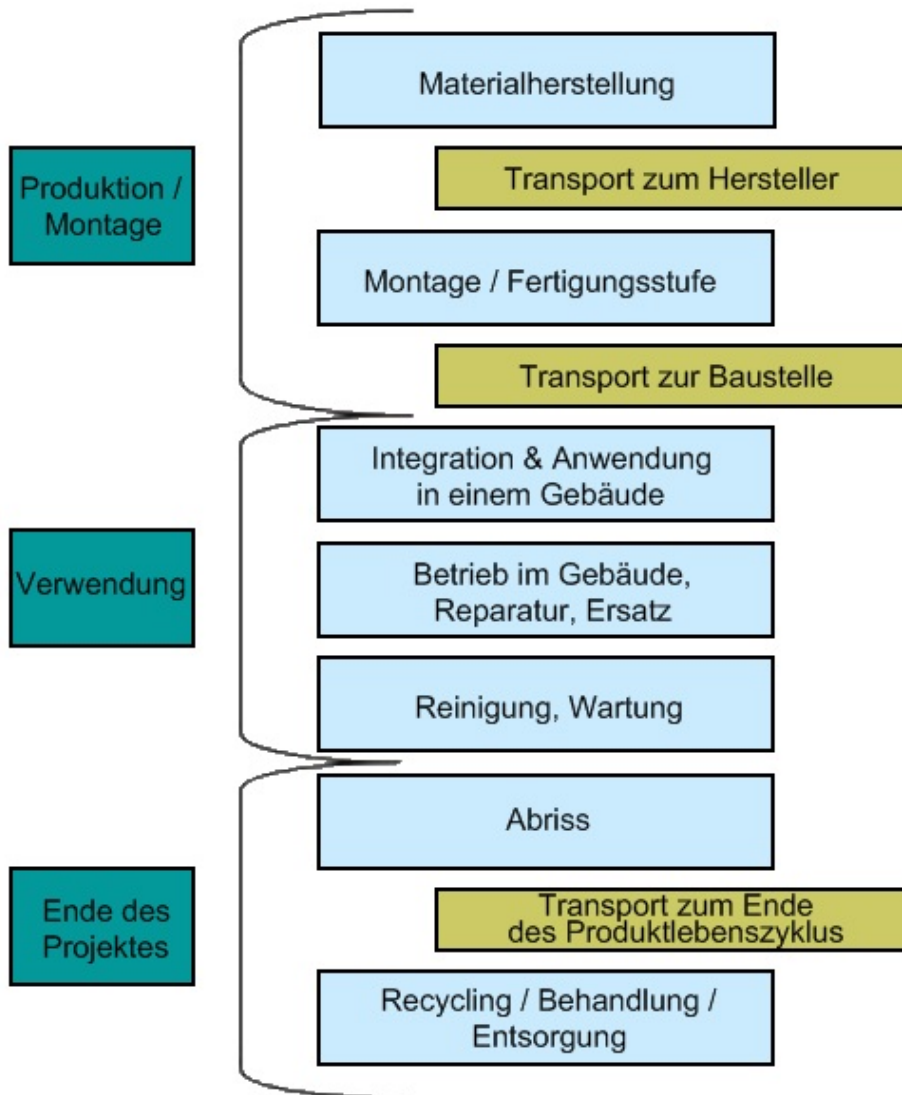 Materialherstellung
Transport zum Hersteller
Produktion /
Montage
Montage / Fertigungsstufe
Transport zur Baustelle
Integration & Anwendung
in einem Gebäude
Verwendung
Betrieb im Gebäude,
Reparatur, Ersatz
Reinigung, Wartung
Abriss
Ende des
Projektes
Transport zum Ende
des Produktlebenszyklus
Recycling / Behandlung /
Entsorgung